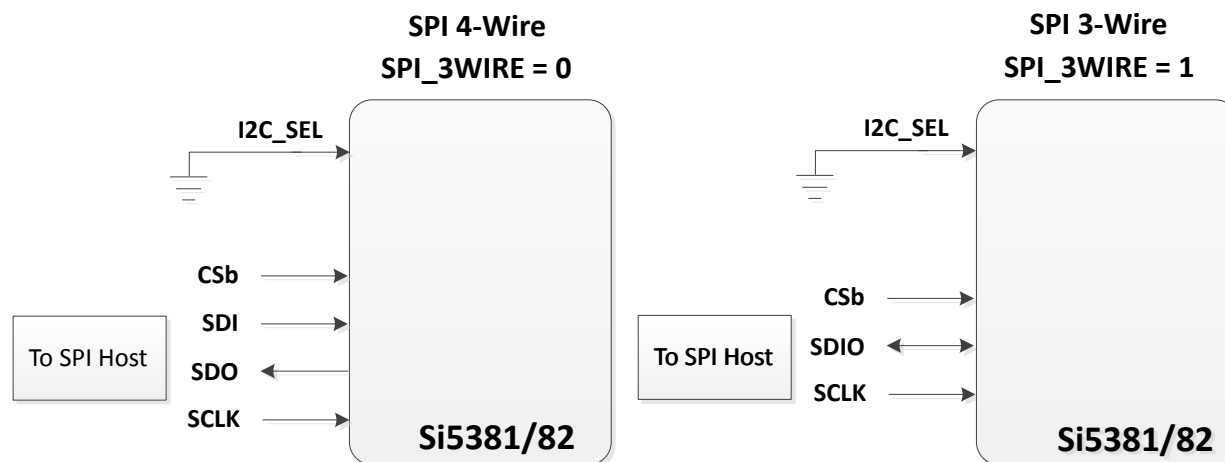 SPI 4-Wire
SPI_3WIRE = 0
I2C_SEL
CSb
SDI
SDO
SCLK
To SPI Host
Si5381/82
SPI 3-Wire
SPI_3WIRE = 1
I2C_SEL
CSb
SDIO
SCLK
To SPI Host
Si5381/82